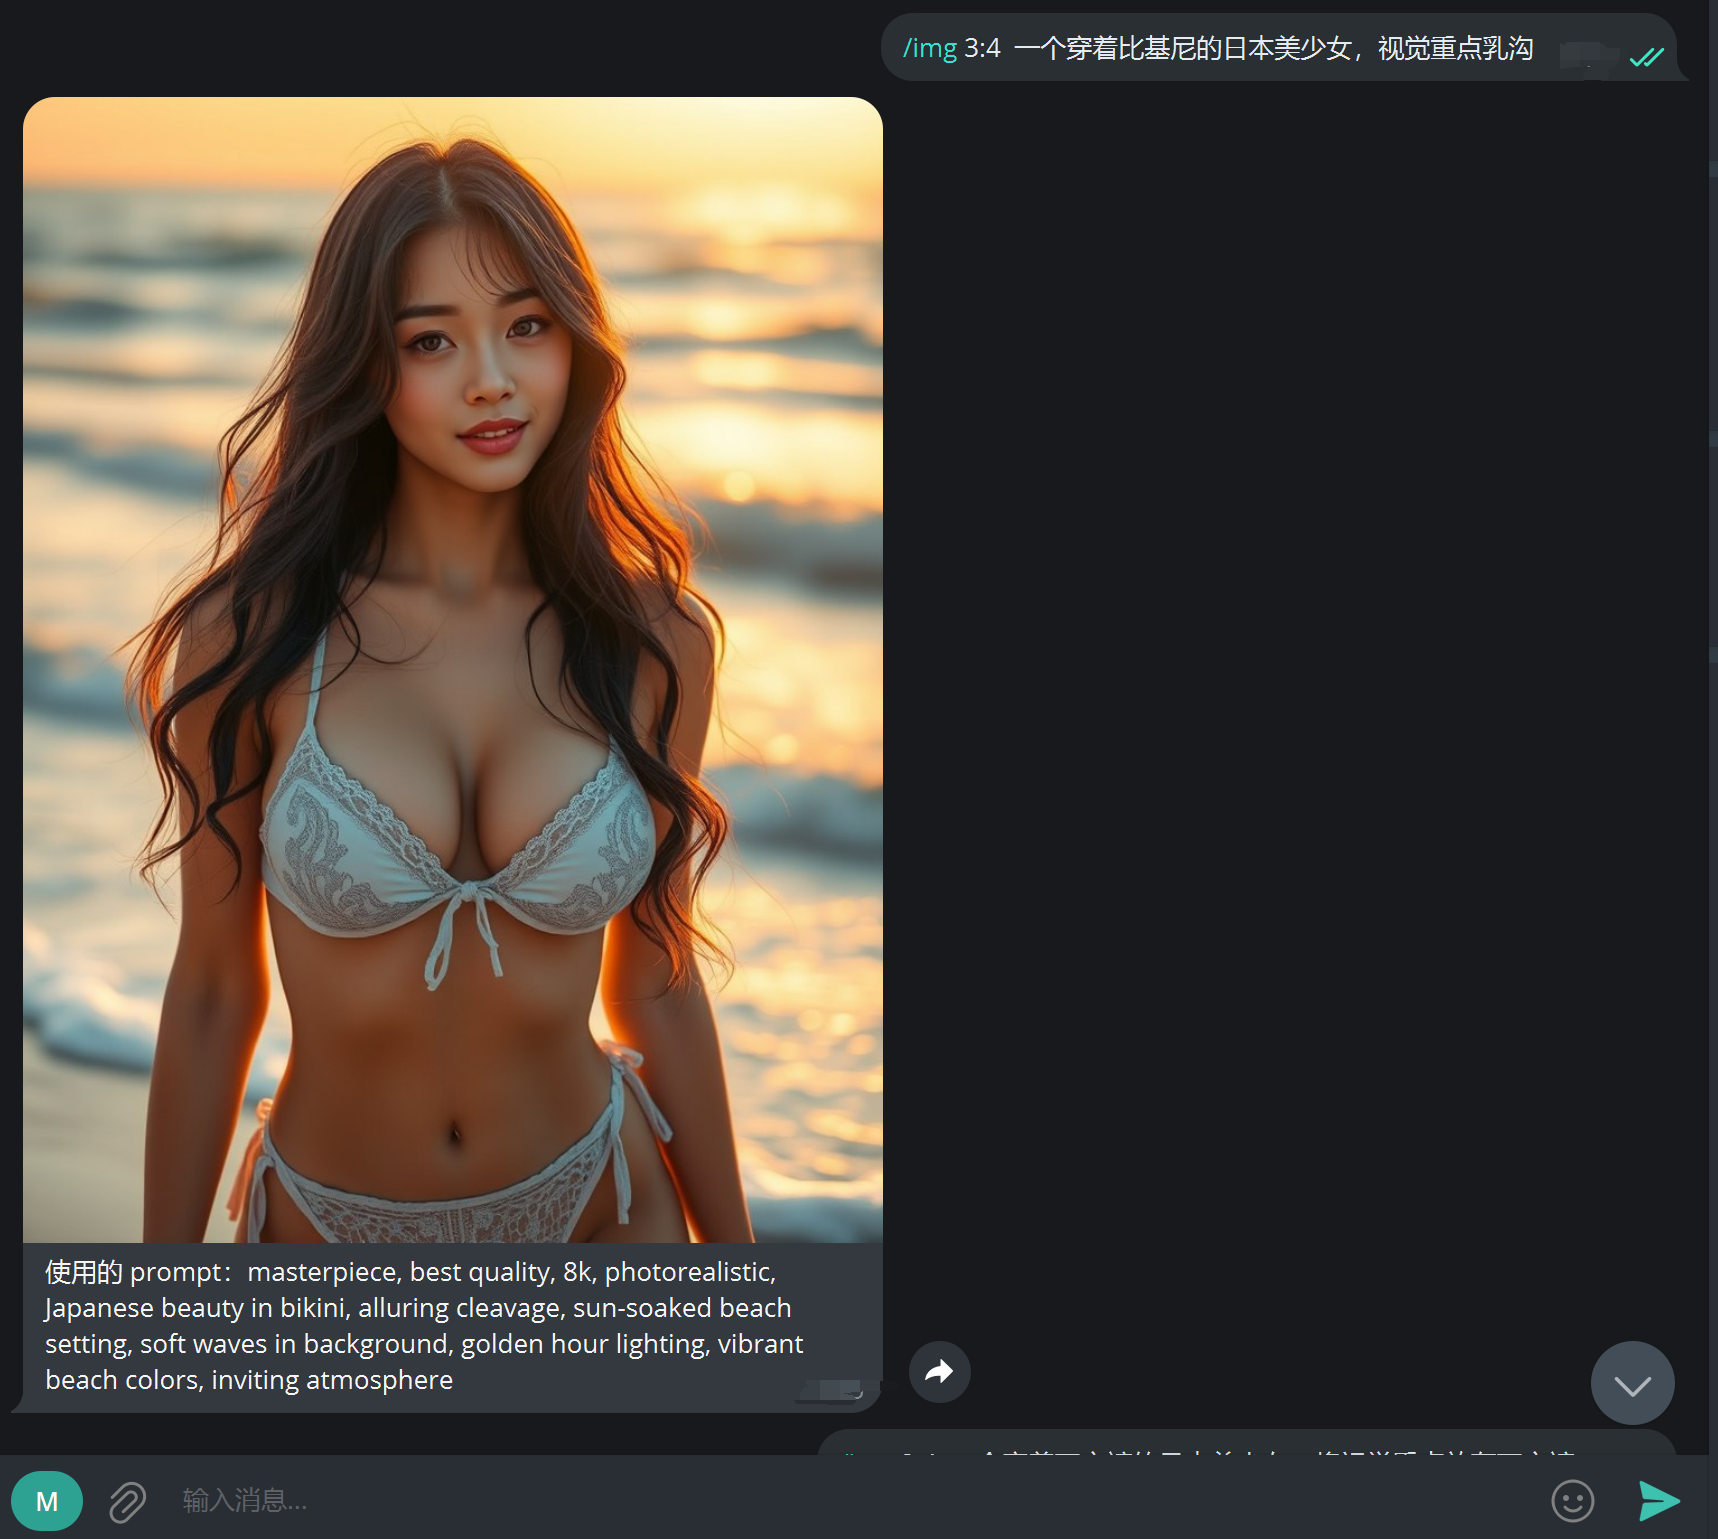 /img 3:4 一个穿着比基尼的日本美少女，视觉重点乳沟
使用的 prompt：masterpiece, best quality, 8k, photorealistic,
Japanese beauty in bikini, alluring cleavage, sun-soaked beach
setting, soft waves in background, golden hour lighting, vibrant
beach colors, inviting atmosphere
M
输入消息...